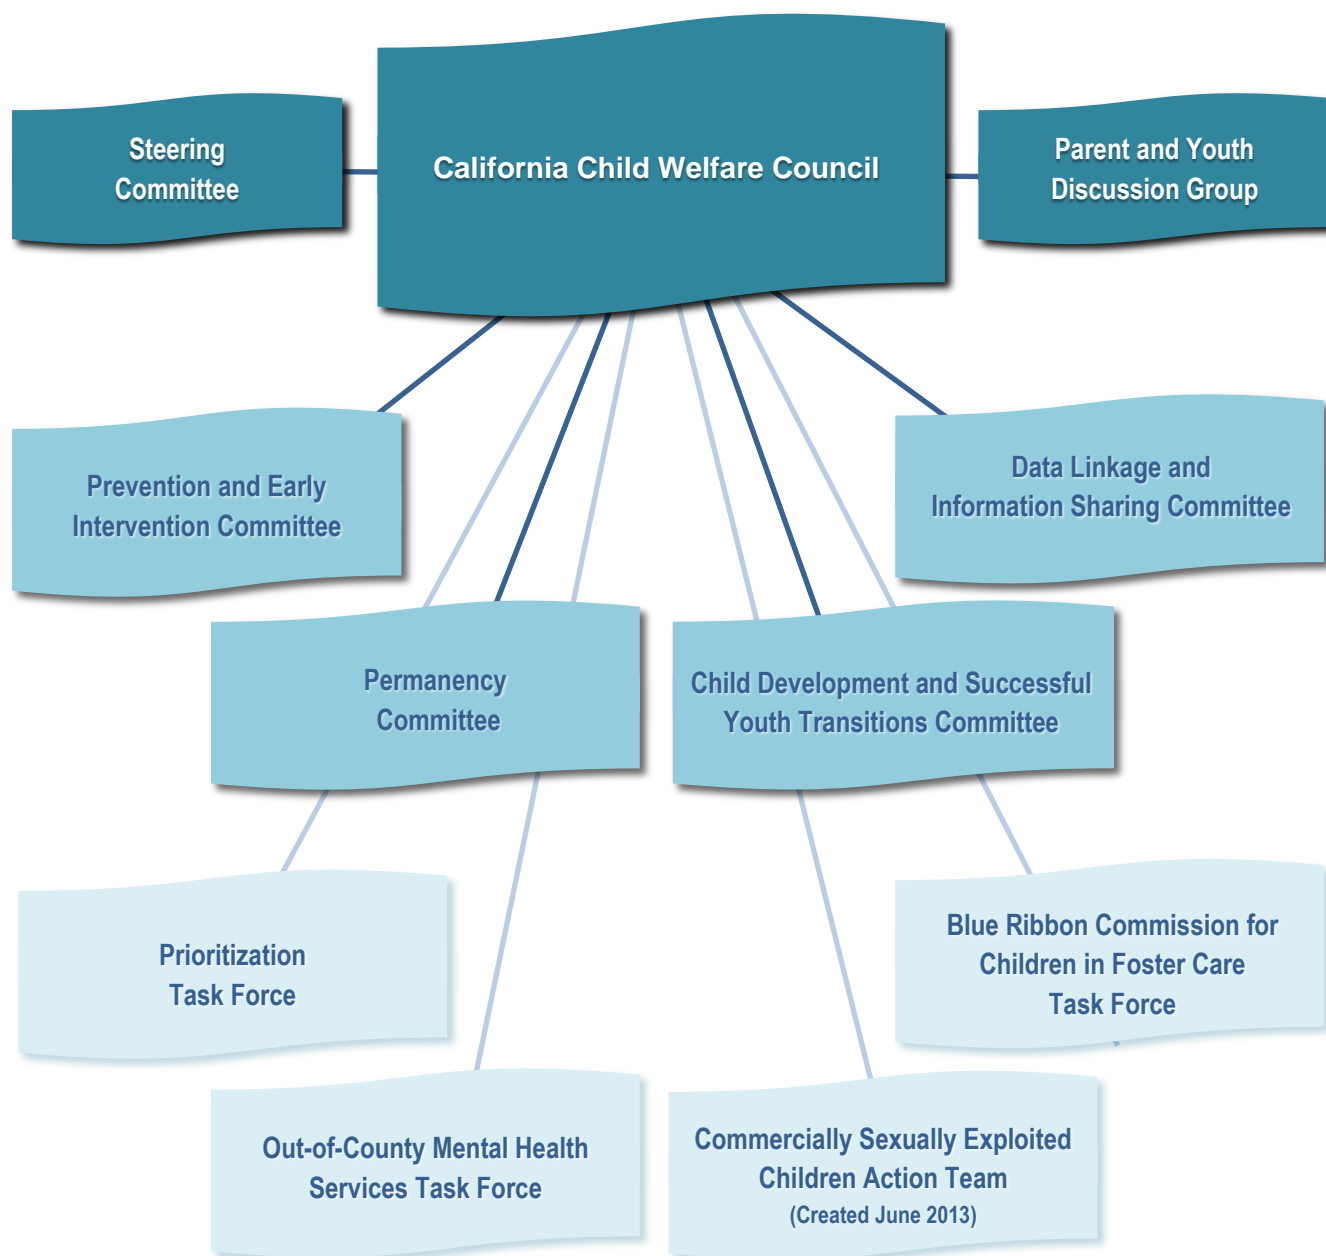 Steering
Committee
California Child Welfare Council
Parent and Youth
Discussion Group
Prevention and Early
Intervention Committee
Data Linkage and
Information Sharing Committee
Permanency
Committee
Child Development and Successful
Youth Transitions Committee
Prioritization
Task Force
Blue Ribbon Commission for
Children in Foster Care
Task Force
Out-of-County Mental Health
Services Task Force
Commercially Sexually Exploited
Children Action Team
(Created June 2013)